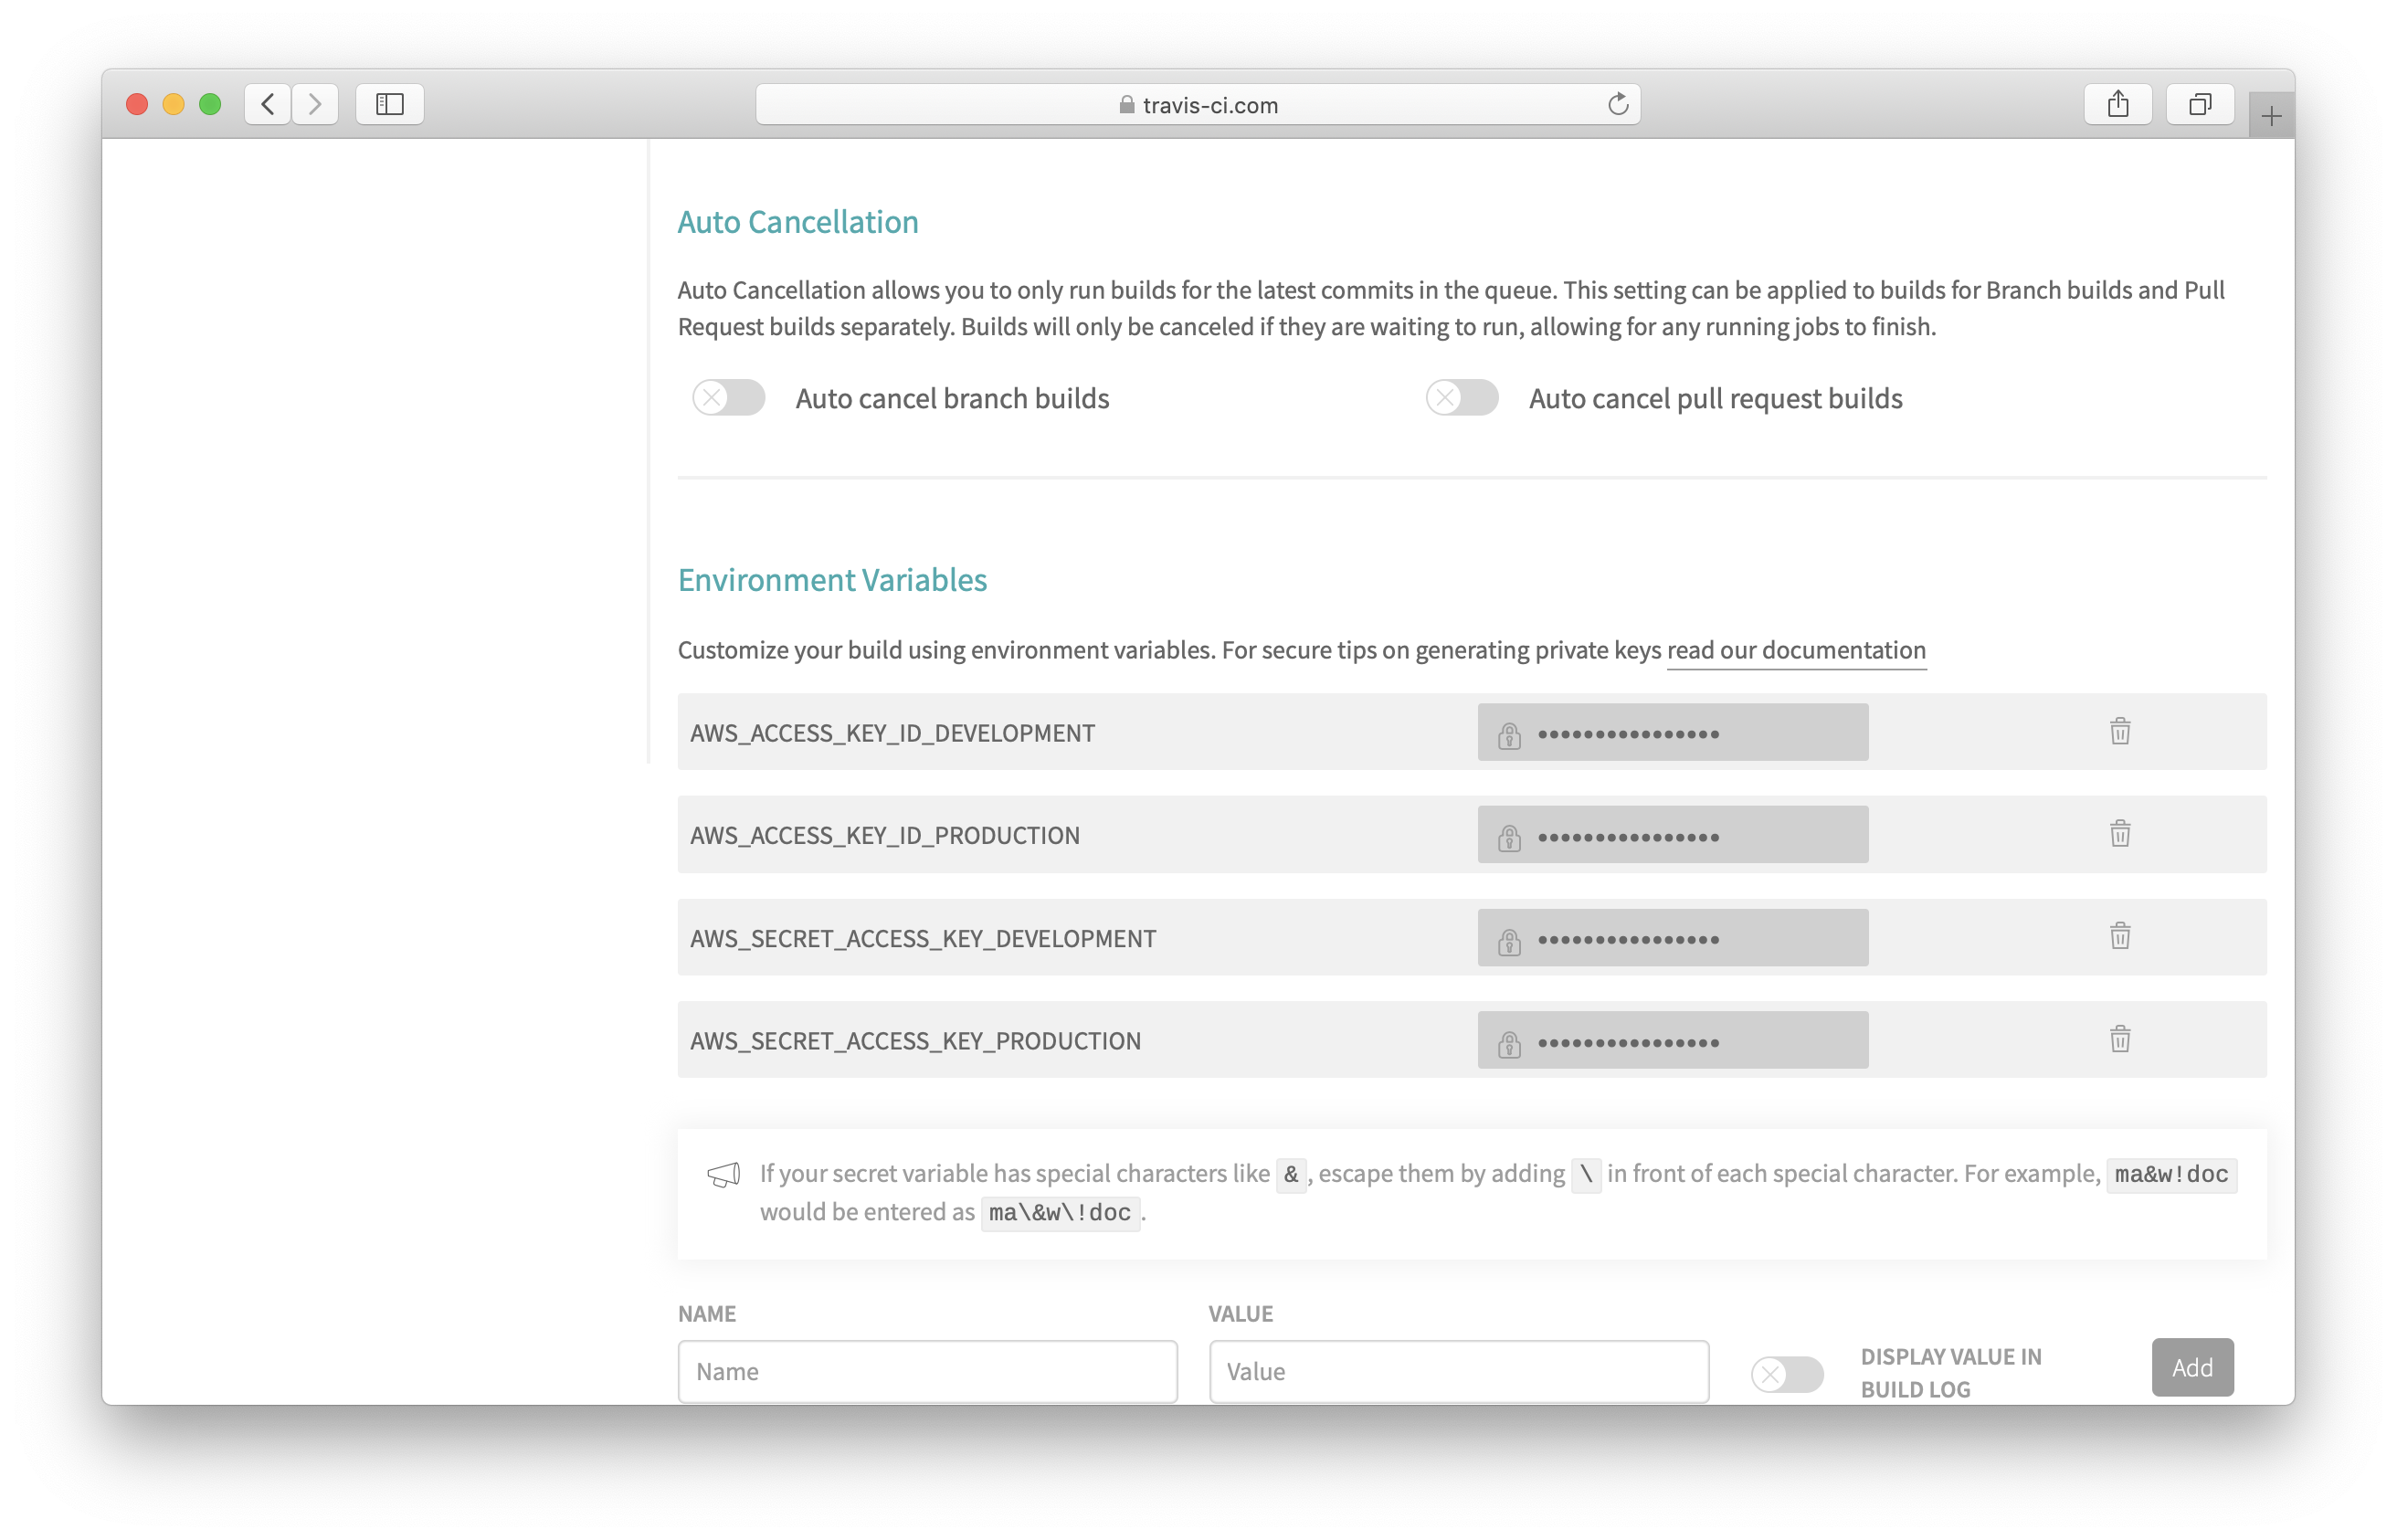 travis-ci.com
Auto Cancellation
Auto Cancellation allows you to only run builds for the latest commits in the queue. This setting can be applied to builds for Branch builds and Pull
Request builds separately. Builds will only be canceled if they are waiting to run, allowing for any running jobs to finish.
Auto cancel branch builds
Auto cancel pull request builds
Environment Variables
Customize your build using environment variables. For secure tips on generating private keys read our documentation
AWS_ACCESS_KEY_ID_DEVELOPMENT ••••••••••••••••
AWS_ACCESS_KEY_ID_PRODUCTION ••••••••••••••••
AWS_SECRET_ACCESS_KEY_DEVELOPMENT ••••••••••••••••
AWS_SECRET_ACCESS_KEY_PRODUCTION ••••••••••••••••
If your secret variable has special characters like &, escape them by adding \ in front of each special character. For example, ma&w!doc
would be entered as ma\&w\!doc.
NAME
VALUE
Name
Value
DISPLAY VALUE IN
BUILD LOG
Add